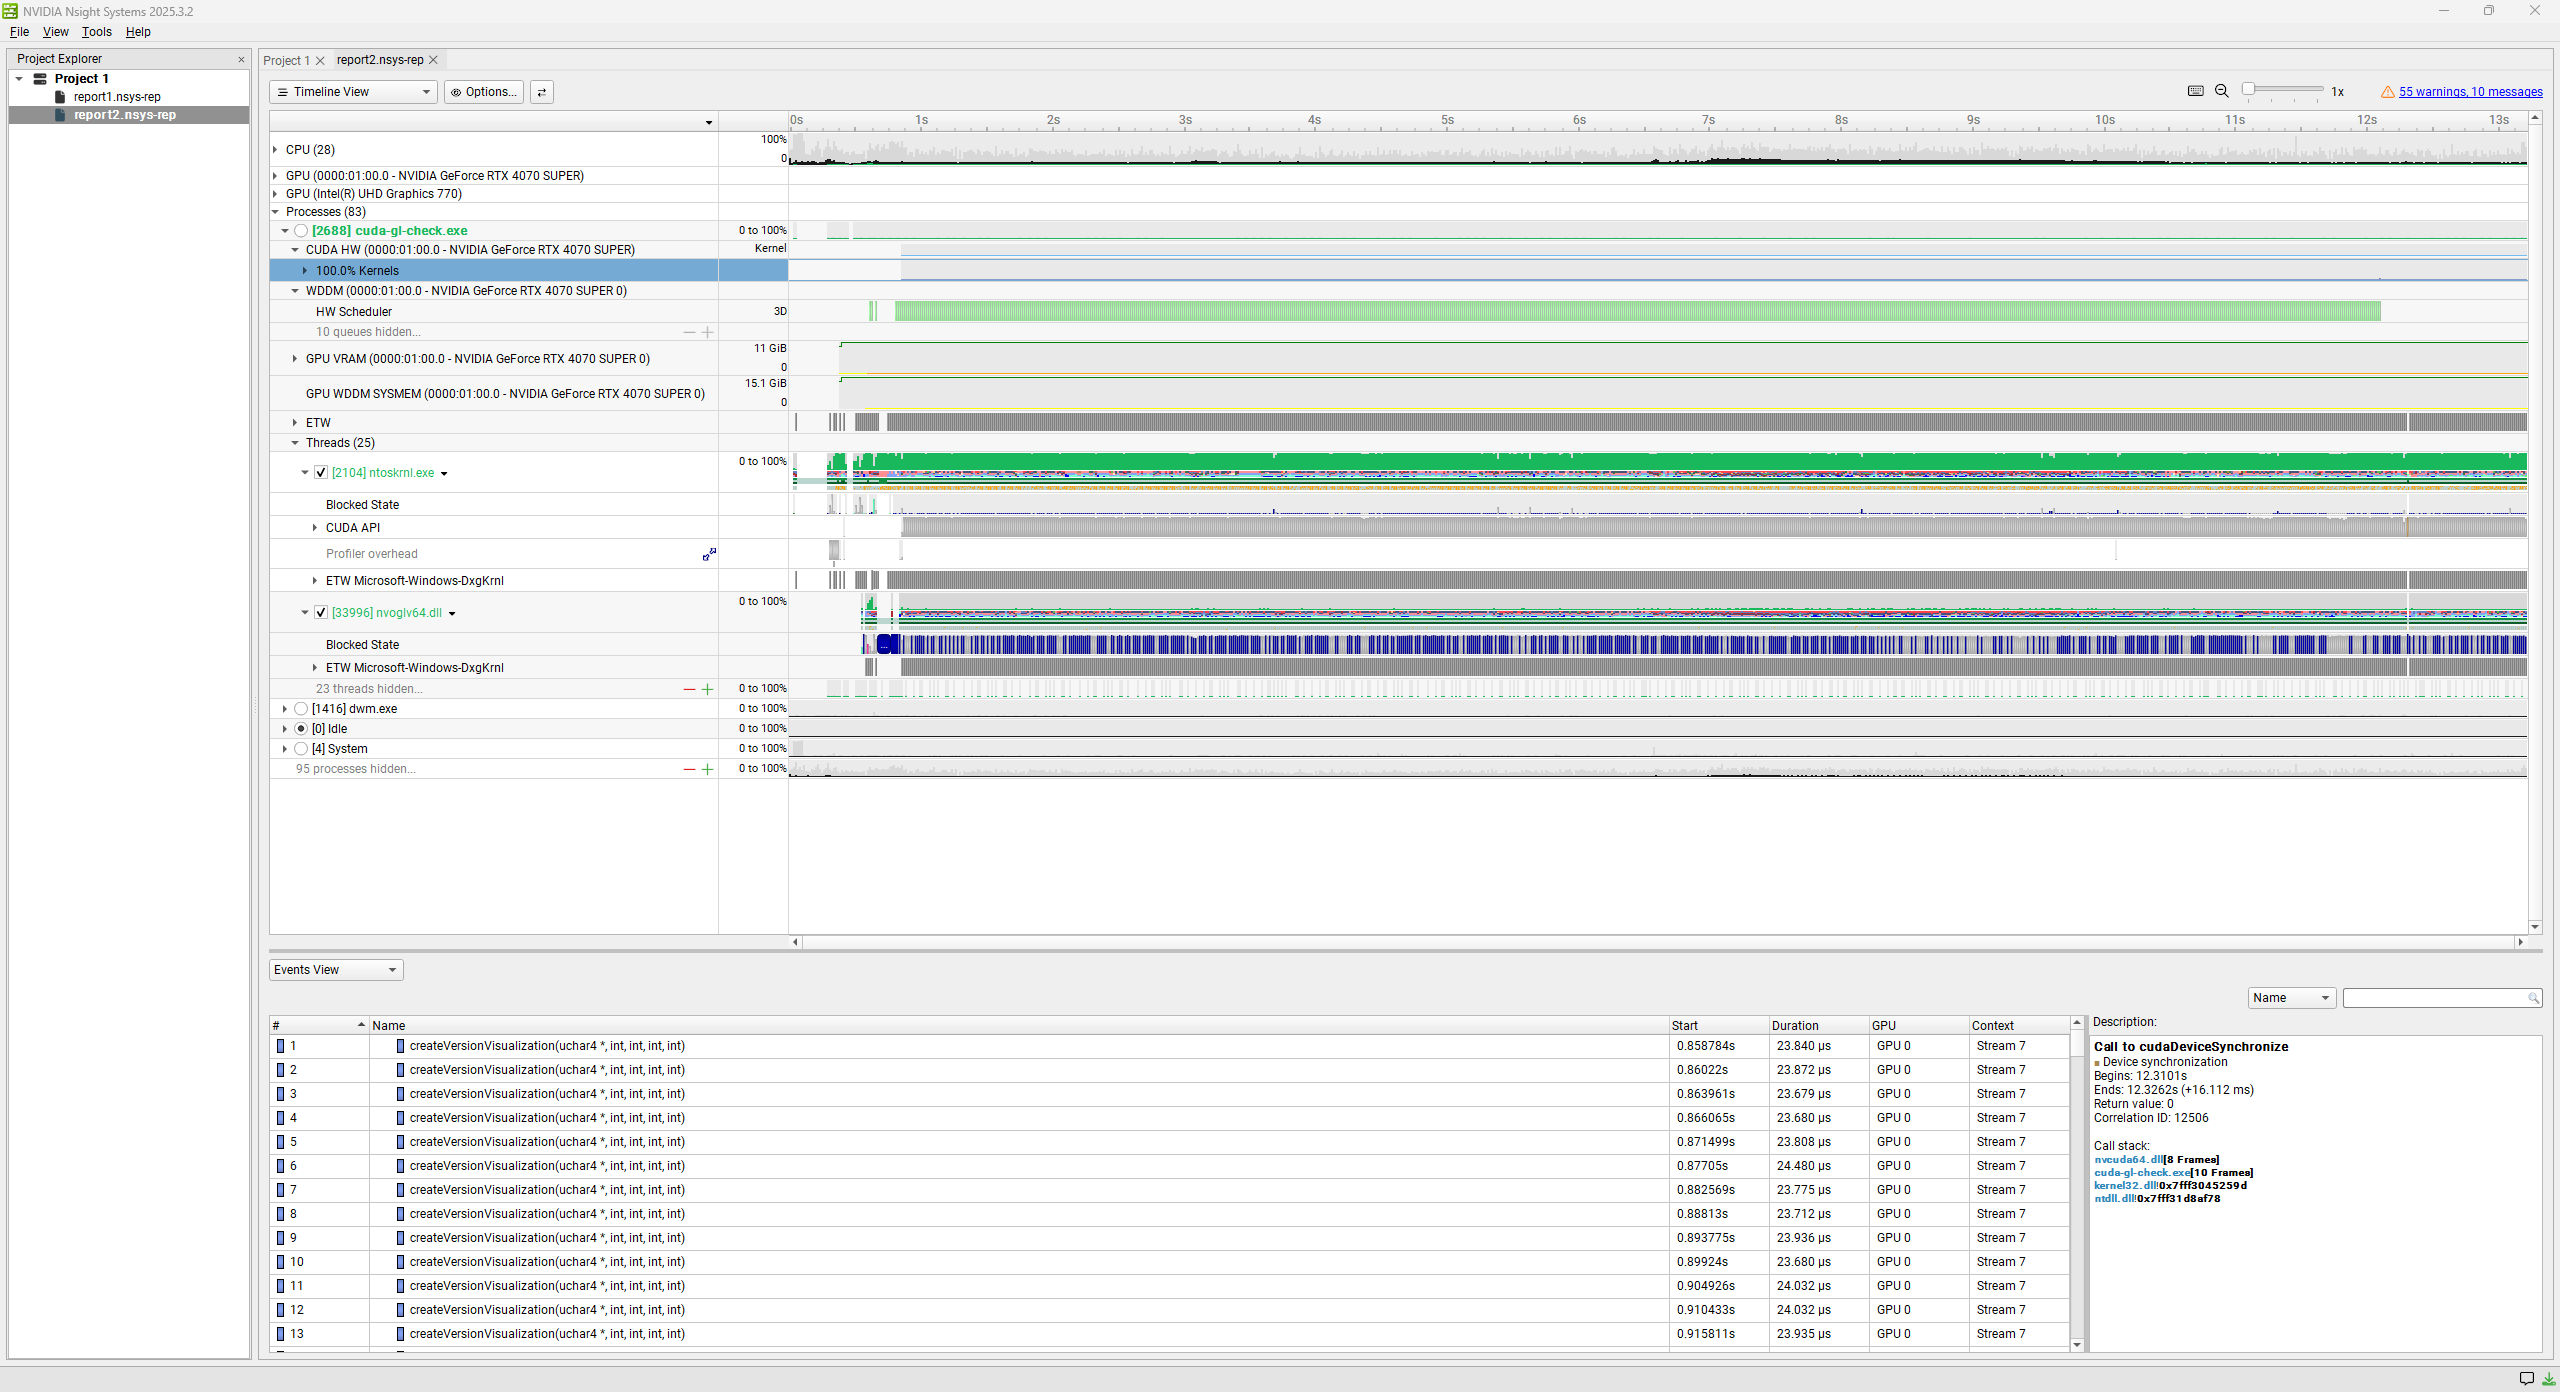 NVIDIA Nsight Systems 2025.3.2
File View Tools Help
Project Explorer
Project 1
report1.nsys-rep
report2.nsys-rep
Project 1 report2.nsys-rep
Timeline View Options... 1x 55 warnings, 10 messages
0s 1s 2s 3s 4s 5s 6s 7s 8s 9s 10s 11s 12s 13s
CPU (28) 100% 0
GPU (0000:01:00.0 - NVIDIA GeForce RTX 4070 SUPER)
GPU (Intel(R) UHD Graphics 770)
Processes (83)
[2688] cuda-gl-check.exe 0 to 100%
CUDA HW (0000:01:00.0 - NVIDIA GeForce RTX 4070 SUPER) Kernel
100.0% Kernels
WDDM (0000:01:00.0 - NVIDIA GeForce RTX 4070 SUPER 0)
HW Scheduler 3D
10 queues hidden...
GPU VRAM (0000:01:00.0 - NVIDIA GeForce RTX 4070 SUPER 0) 11 GiB 0
GPU WDDM SYSMEM (0000:01:00.0 - NVIDIA GeForce RTX 4070 SUPER 0) 15.1 GiB 0
ETW
Threads (25)
[2104] ntoskrnl.exe 0 to 100%
Blocked State
CUDA API
Profiler overhead
ETW Microsoft-Windows-DxgKrnl
[33996] nvoglv64.dll 0 to 100%
Blocked State ...
ETW Microsoft-Windows-DxgKrnl
23 threads hidden... 0 to 100%
[1416] dwm.exe 0 to 100%
[0] Idle 0 to 100%
[4] System 0 to 100%
95 processes hidden... 0 to 100%
Events View
Name
# Name Start Duration GPU Context
1 createVersionVisualization(uchar4 *, int, int, int, int) 0.858784s 23.840 µs GPU 0 Stream 7
2 createVersionVisualization(uchar4 *, int, int, int, int) 0.86022s 23.872 µs GPU 0 Stream 7
3 createVersionVisualization(uchar4 *, int, int, int, int) 0.863961s 23.679 µs GPU 0 Stream 7
4 createVersionVisualization(uchar4 *, int, int, int, int) 0.866065s 23.680 µs GPU 0 Stream 7
5 createVersionVisualization(uchar4 *, int, int, int, int) 0.871499s 23.808 µs GPU 0 Stream 7
6 createVersionVisualization(uchar4 *, int, int, int, int) 0.87705s 24.480 µs GPU 0 Stream 7
7 createVersionVisualization(uchar4 *, int, int, int, int) 0.882569s 23.775 µs GPU 0 Stream 7
8 createVersionVisualization(uchar4 *, int, int, int, int) 0.88813s 23.712 µs GPU 0 Stream 7
9 createVersionVisualization(uchar4 *, int, int, int, int) 0.893775s 23.936 µs GPU 0 Stream 7
10 createVersionVisualization(uchar4 *, int, int, int, int) 0.89924s 23.680 µs GPU 0 Stream 7
11 createVersionVisualization(uchar4 *, int, int, int, int) 0.904926s 24.032 µs GPU 0 Stream 7
12 createVersionVisualization(uchar4 *, int, int, int, int) 0.910433s 24.032 µs GPU 0 Stream 7
13 createVersionVisualization(uchar4 *, int, int, int, int) 0.915811s 23.935 µs GPU 0 Stream 7
Description:
Call to cudaDeviceSynchronize
Device synchronization
Begins: 12.3101s
Ends: 12.3262s (+16.112 ms)
Return value: 0
Correlation ID: 12506
Call stack:
nvcuda64.dll[8 Frames]
cuda-gl-check.exe[10 Frames]
kernel32.dll!0x7fff3045259d
ntdll.dll!0x7fff31d8af78